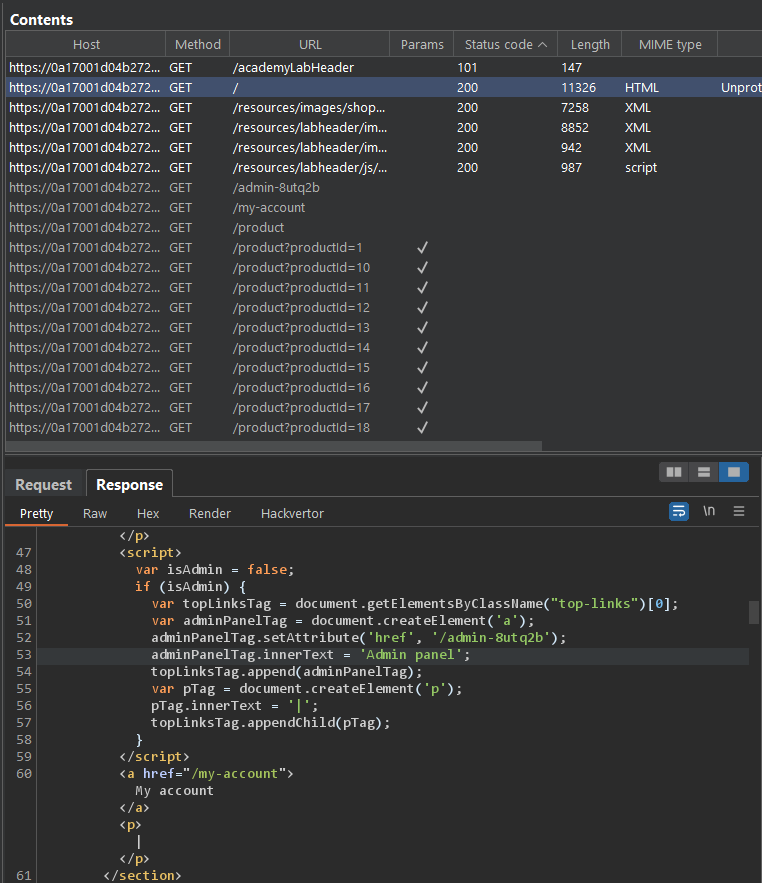 Contents
Host Method URL Params Status code Length MIME type
https://0a17001d04b272... GET /academyLabHeader 101 147
https://0a17001d04b272... GET / 200 11326 HTML Unprot
https://0a17001d04b272... GET /resources/images/shop... 200 7258 XML
https://0a17001d04b272... GET /resources/labheader/im... 200 8852 XML
https://0a17001d04b272... GET /resources/labheader/im... 200 942 XML
https://0a17001d04b272... GET /resources/labheader/js/... 200 987 script
https://0a17001d04b272... GET /admin-8utq2b
https://0a17001d04b272... GET /my-account
https://0a17001d04b272... GET /product
https://0a17001d04b272... GET /product?productId=1 ✓
https://0a17001d04b272... GET /product?productId=10 ✓
https://0a17001d04b272... GET /product?productId=11 ✓
https://0a17001d04b272... GET /product?productId=12 ✓
https://0a17001d04b272... GET /product?productId=13 ✓
https://0a17001d04b272... GET /product?productId=14 ✓
https://0a17001d04b272... GET /product?productId=15 ✓
https://0a17001d04b272... GET /product?productId=16 ✓
https://0a17001d04b272... GET /product?productId=17 ✓
https://0a17001d04b272... GET /product?productId=18 ✓
Request Response
Pretty Raw Hex Render Hackvertor \n
</p>
47 <script>
48 var isAdmin = false;
49 if (isAdmin) {
50 var topLinksTag = document.getElementsByClassName("top-links")[0];
51 var adminPanelTag = document.createElement('a');
52 adminPanelTag.setAttribute('href', '/admin-8utq2b');
53 adminPanelTag.innerText = 'Admin panel';
54 topLinksTag.append(adminPanelTag);
55 var pTag = document.createElement('p');
56 pTag.innerText = '|';
57 topLinksTag.appendChild(pTag);
58 }
59 </script>
60 <a href="/my-account">
My account
</a>
<p>
|
</p>
61 </section>